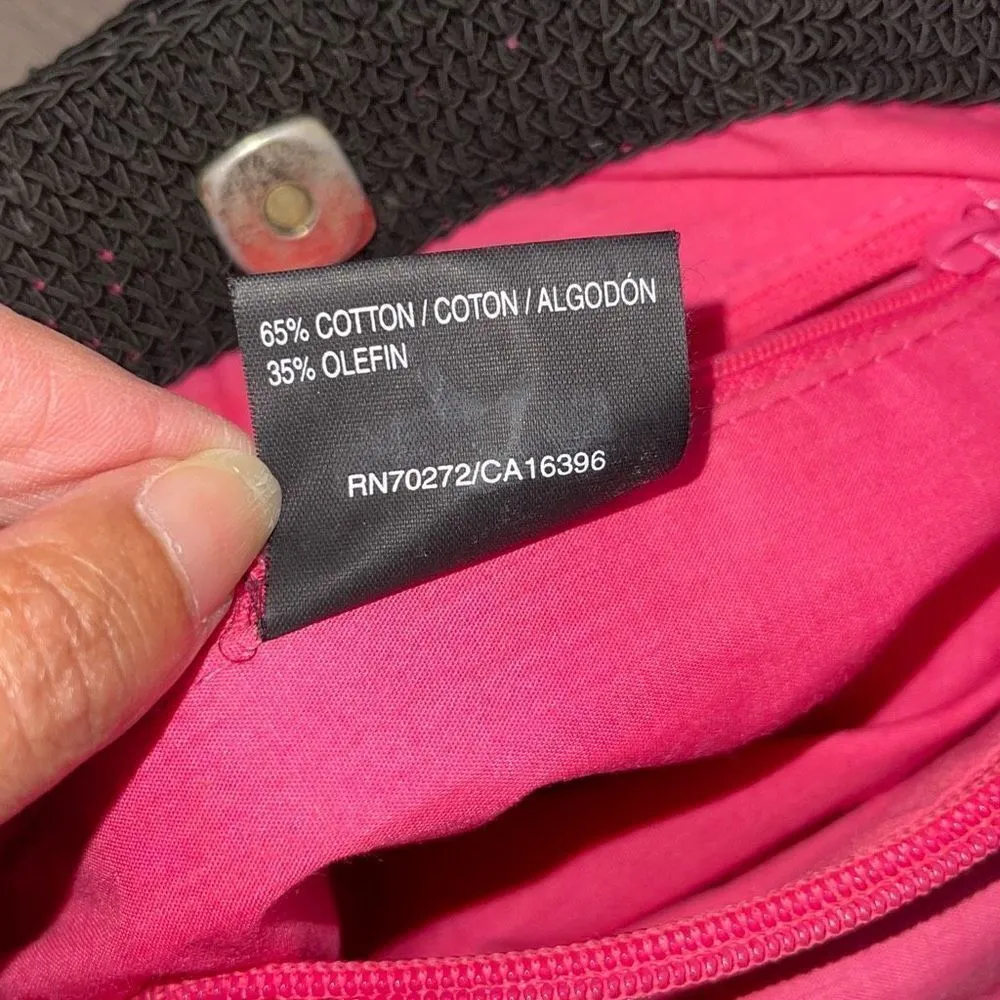 65% COTTON / COTON / ALGODÓN
35% OLEFIN
RN70272/CA16396